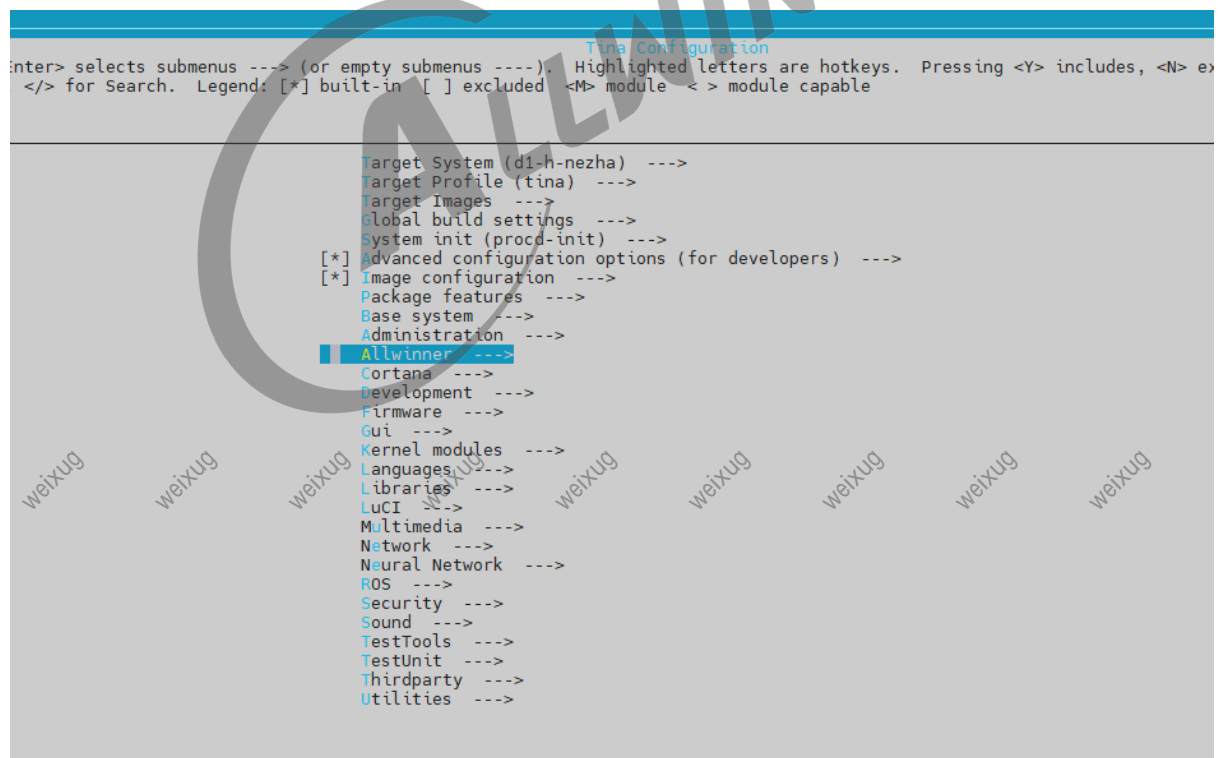 Tina Configuration
Enter> selects submenus ---> (or empty submenus ----). Highlighted letters are hotkeys. Pressing <Y> includes, <N> ex
</> for Search. Legend: [*] built-in [ ] excluded <M> module < > module capable
Target System (d1-h-nezha) --->
Target Profile (tina) --->
Target Images --->
Global build settings --->
System init (procd-init) --->
[*] Advanced configuration options (for developers) --->
[*] Image configuration --->
Package features --->
Base system --->
Administration --->
Allwinner --->
Cortana --->
Development --->
Firmware --->
Gui --->
Kernel modules --->
Languages --->
Libraries --->
LuCI --->
Multimedia --->
Network --->
Neural Network --->
ROS --->
Security --->
Sound --->
TestTools --->
TestUnit --->
Thirdparty --->
Utilities --->
ALLWIN
weixug weixug weixug weixug weixug weixug weixug weixug weixug